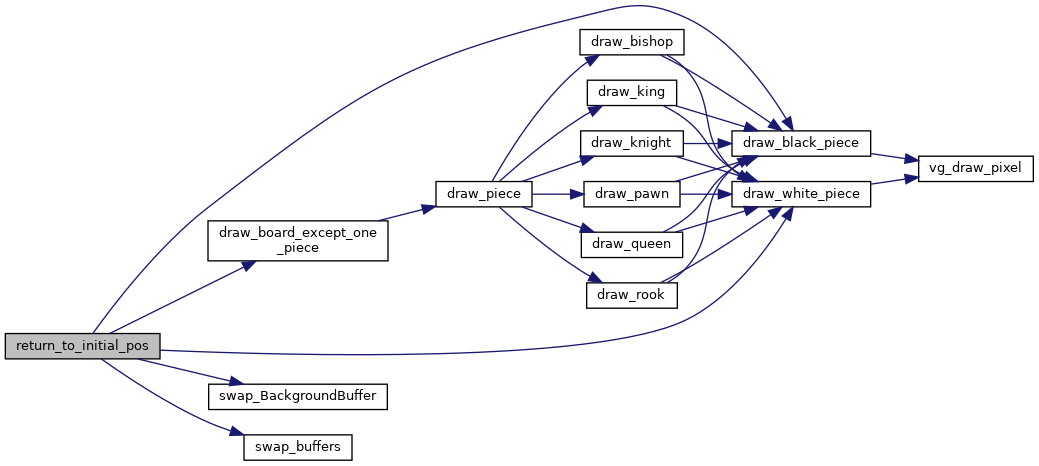 return_to_initial_pos
draw_board_except_one
_piece
draw_piece
draw_bishop
draw_king
draw_knight
draw_pawn
draw_queen
draw_rook
draw_black_piece
draw_white_piece
vg_draw_pixel
swap_BackgroundBuffer
swap_buffers